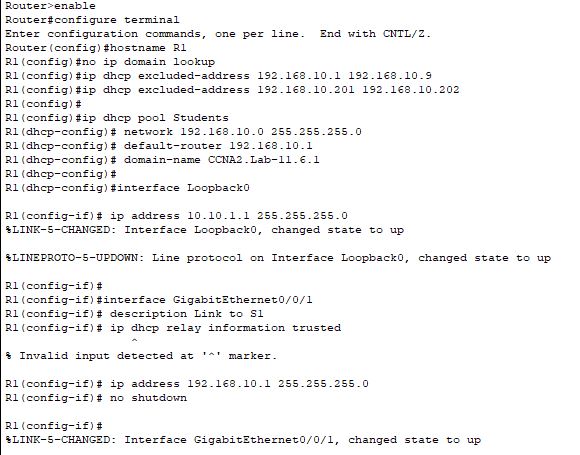 Router>enable
Router#configure terminal
Enter configuration commands, one per line.  End with CNTL/Z.
Router(config)#hostname R1
R1(config)#no ip domain lookup
R1(config)#ip dhcp excluded-address 192.168.10.1 192.168.10.9
R1(config)#ip dhcp excluded-address 192.168.10.201 192.168.10.202
R1(config)#
R1(config)#ip dhcp pool Students
R1(dhcp-config)# network 192.168.10.0 255.255.255.0
R1(dhcp-config)# default-router 192.168.10.1
R1(dhcp-config)# domain-name CCNA2.Lab-11.6.1
R1(dhcp-config)#
R1(dhcp-config)#interface Loopback0
R1(config-if)# ip address 10.10.1.1 255.255.255.0
%LINK-5-CHANGED: Interface Loopback0, changed state to up
%LINEPROTO-5-UPDOWN: Line protocol on Interface Loopback0, changed state to up
R1(config-if)#
R1(config-if)#interface GigabitEthernet0/0/1
R1(config-if)# description Link to S1
R1(config-if)# ip dhcp relay information trusted
^
% Invalid input detected at '^' marker.
R1(config-if)# ip address 192.168.10.1 255.255.255.0
R1(config-if)# no shutdown
R1(config-if)#
%LINK-5-CHANGED: Interface GigabitEthernet0/0/1, changed state to up